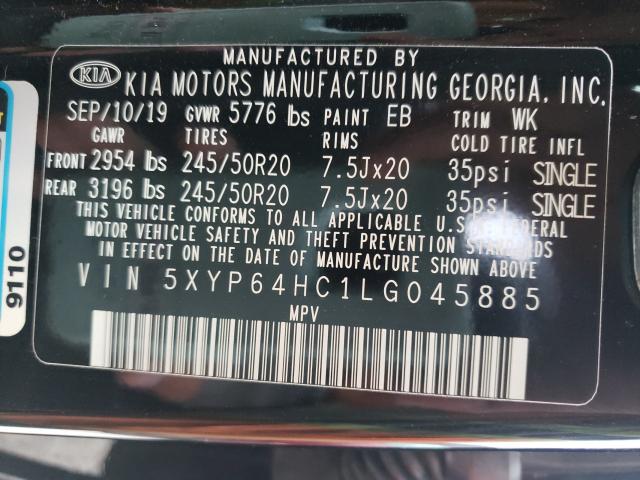 MANUFACTURED BY
KIA KIA MOTORS MANUFACTURING GEORGIA, INC.
SEP/10/19 GVWR 5776 lbs PAINT EB TRIM WK
GAWR TIRES RIMS COLD TIRE INFL
FRONT 2954 lbs 245/50R20 7.5Jx20 35psi SINGLE
REAR 3196 lbs 245/50R20 7.5Jx20 35psi SINGLE
THIS VEHICLE CONFORMS TO ALL APPLICABLE U.S. FEDERAL
MOTOR VEHICLE SAFETY AND THEFT PREVENTION STANDARDS
IN EFFECT ON THE DATE OF MANUFACTURE SHOWN ABOVE
VIN 5XYP64HC1LG045885
MPV
9110